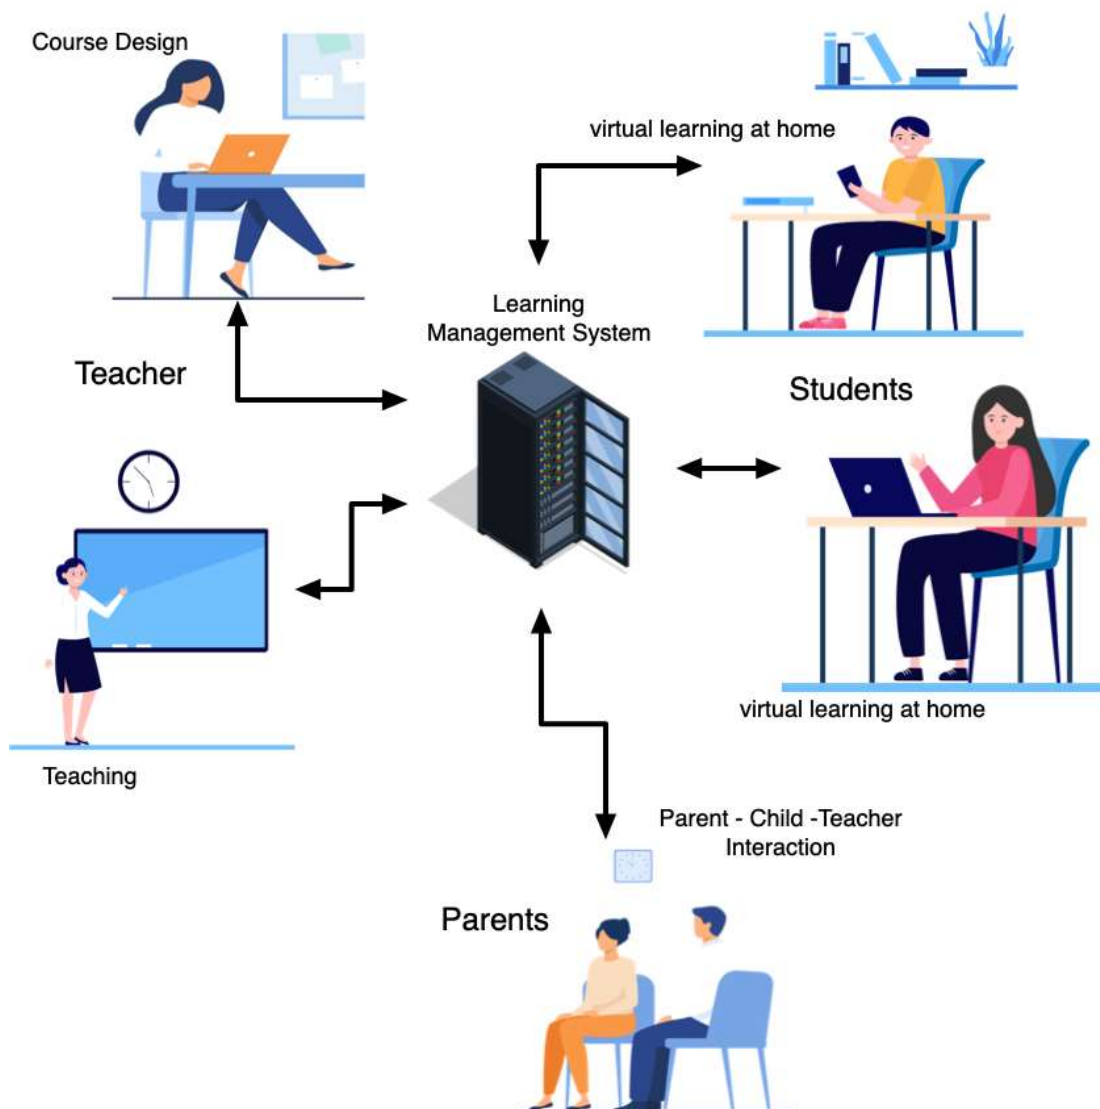 Course Design
virtual learning at home
Learning
Management System
Teacher
Students
virtual learning at home
Teaching
Parent - Child -Teacher
Interaction
Parents